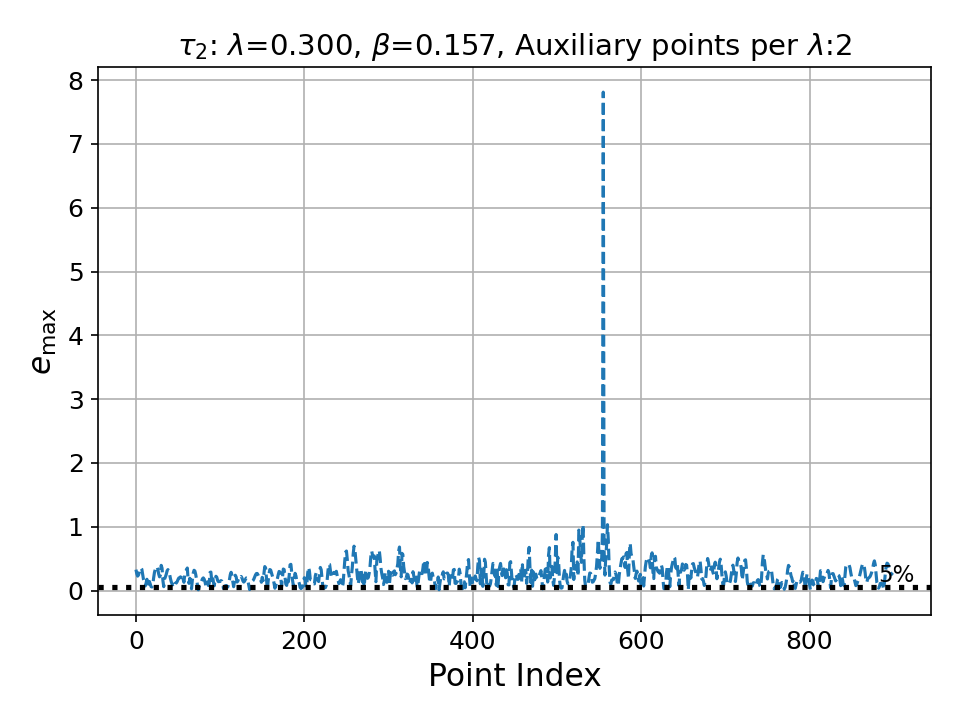 τ₂: λ=0.300, β=0.157, Auxiliary points per λ:2
8
7
6
5
4
3
2
1
0
e_max
5%
0 200 400 600 800
Point Index